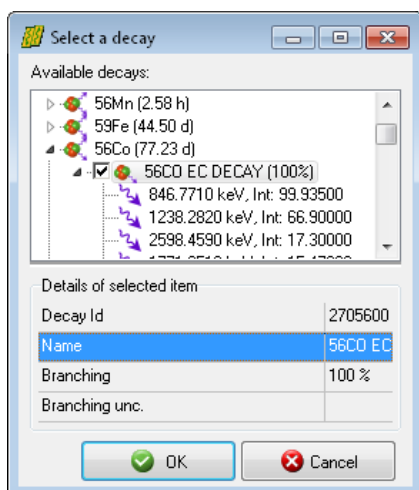 Select a decay
Available decays:
56Mn (2.58 h)
59Fe (44.50 d)
56Co (77.23 d)
56CO EC DECAY (100%)
846.7710 keV, Int: 99.93500
1238.2820 keV, Int: 66.90000
2598.4590 keV, Int: 17.30000
Details of selected item
Decay Id 2705600
Name 56CO EC
Branching 100 %
Branching unc.
OK Cancel